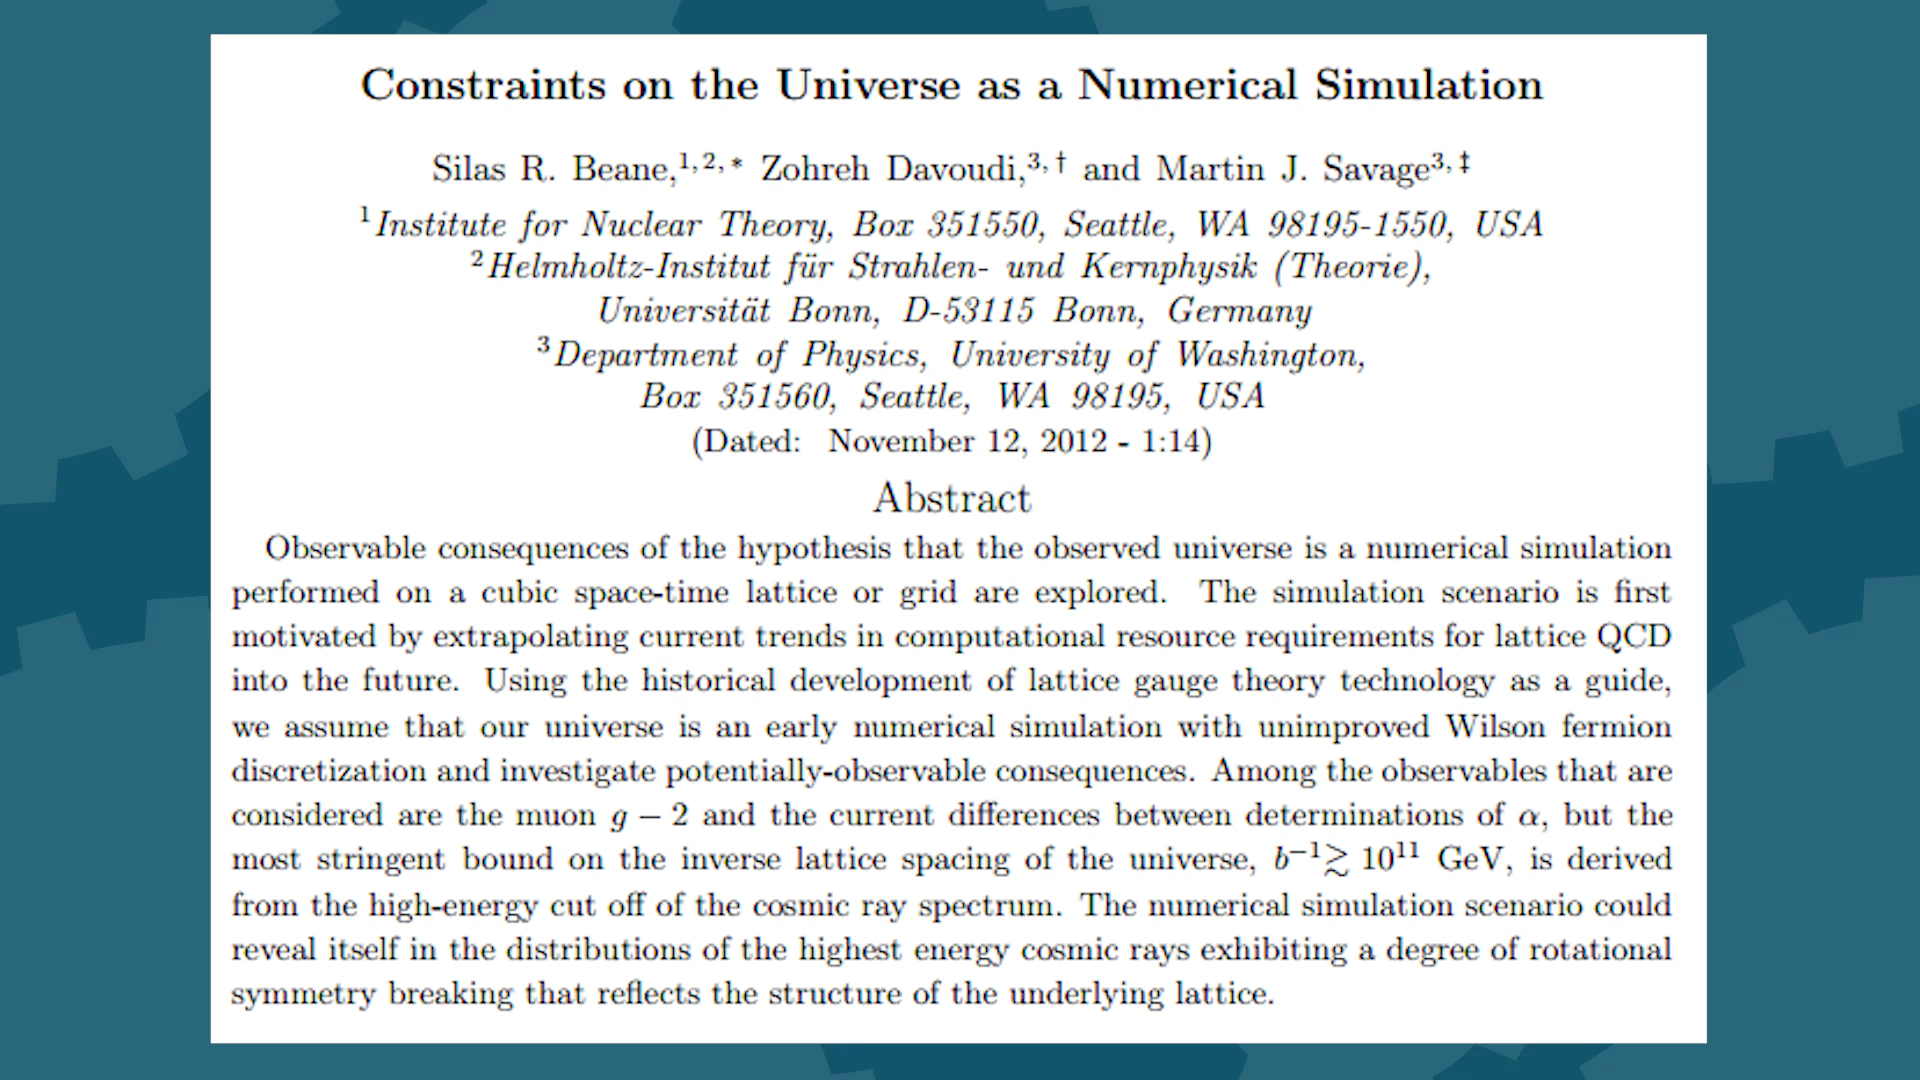 Constraints on the Universe as a Numerical Simulation
Silas R. Beane,1,2,* Zohreh Davoudi,3,† and Martin J. Savage3,‡
1Institute for Nuclear Theory, Box 351550, Seattle, WA 98195-1550, USA
2Helmholtz-Institut für Strahlen- und Kernphysik (Theorie),
Universität Bonn, D-53115 Bonn, Germany
3Department of Physics, University of Washington,
Box 351560, Seattle, WA 98195, USA
(Dated: November 12, 2012 - 1:14)
Abstract
Observable consequences of the hypothesis that the observed universe is a numerical simulation
performed on a cubic space-time lattice or grid are explored. The simulation scenario is first
motivated by extrapolating current trends in computational resource requirements for lattice QCD
into the future. Using the historical development of lattice gauge theory technology as a guide,
we assume that our universe is an early numerical simulation with unimproved Wilson fermion
discretization and investigate potentially-observable consequences. Among the observables that are
considered are the muon g − 2 and the current differences between determinations of α, but the
most stringent bound on the inverse lattice spacing of the universe, b⁻¹≳ 10¹¹ GeV, is derived
from the high-energy cut off of the cosmic ray spectrum. The numerical simulation scenario could
reveal itself in the distributions of the highest energy cosmic rays exhibiting a degree of rotational
symmetry breaking that reflects the structure of the underlying lattice.